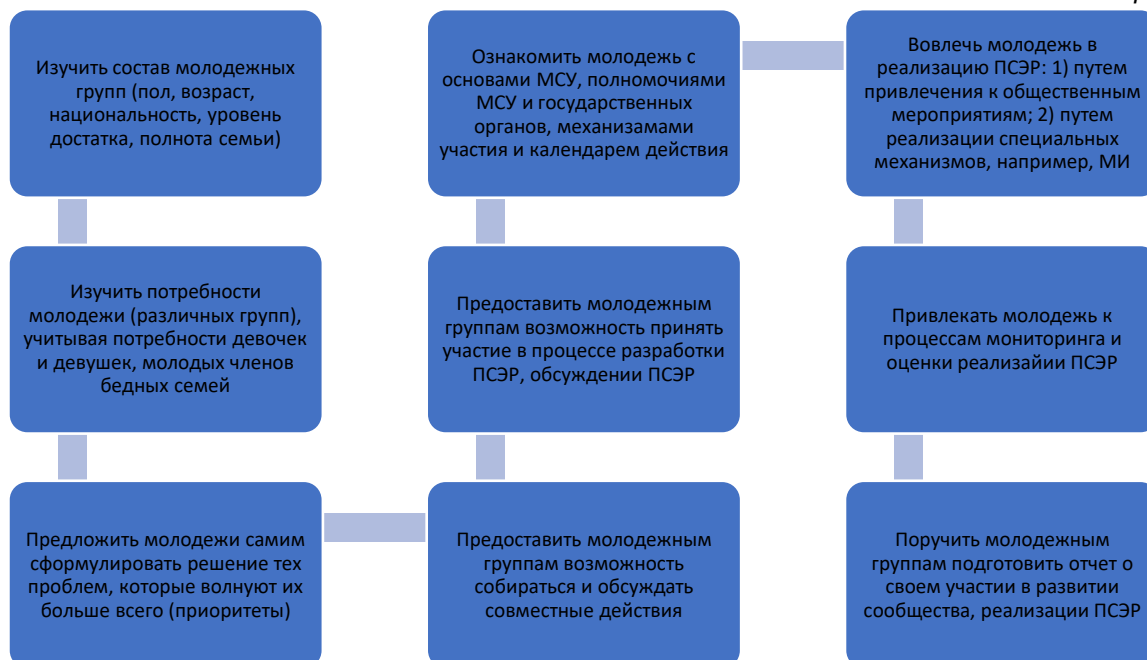 Изучить состав молодежных
групп (пол, возраст,
национальность, уровень
достатка, полнота семьи)
Изучить потребности
молодежи (различных групп),
учитывая потребности девочек
и девушек, молодых членов
бедных семей
Предложить молодежи самим
сформулировать решение тех
проблем, которые волнуют их
больше всего (приоритеты)
Предоставить молодежным
группам возможность
собираться и обсуждать
совместные действия
Предоставить молодежным
группам возможность принять
участие в процессе разработки
ПСЭР, обсуждении ПСЭР
Ознакомить молодежь с
основами МСУ, полномочиями
МСУ и государственных
органов, механизамами
участия и календарем действия
Вовлечь молодежь в
реализацию ПСЭР: 1) путем
привлечения к общественным
мероприятиям; 2) путем
реализации специальных
механизмов, например, МИ
Привлекать молодежь к
процессам мониторинга и
оценки реализайии ПСЭР
Поручить молодежным
группам подготовить отчет о
своем участии в развитии
сообщества, реализации ПСЭР